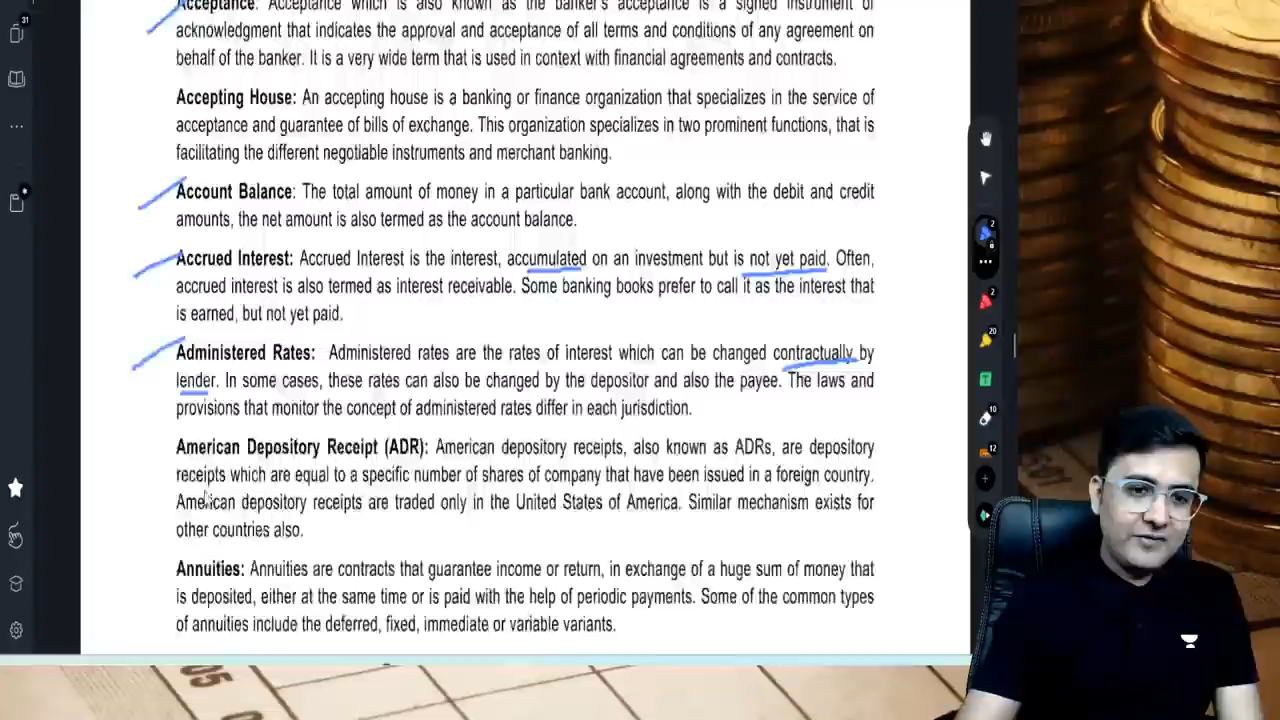 31
Acceptance: Acceptance which is also known as the banker's acceptance is a signed instrument of
acknowledgment that indicates the approval and acceptance of all terms and conditions of any agreement on
behalf of the banker. It is a very wide term that is used in context with financial agreements and contracts.
Accepting House: An accepting house is a banking or finance organization that specializes in the service of
acceptance and guarantee of bills of exchange. This organization specializes in two prominent functions, that is
facilitating the different negotiable instruments and merchant banking.
Account Balance: The total amount of money in a particular bank account, along with the debit and credit
amounts, the net amount is also termed as the account balance.
Accrued Interest: Accrued Interest is the interest, accumulated on an investment but is not yet paid. Often,
accrued interest is also termed as interest receivable. Some banking books prefer to call it as the interest that
is earned, but not yet paid.
Administered Rates: Administered rates are the rates of interest which can be changed contractually by
lender. In some cases, these rates can also be changed by the depositor and also the payee. The laws and
provisions that monitor the concept of administered rates differ in each jurisdiction.
American Depository Receipt (ADR): American depository receipts, also known as ADRs, are depository
receipts which are equal to a specific number of shares of company that have been issued in a foreign country.
American depository receipts are traded only in the United States of America. Similar mechanism exists for
other countries also.
Annuities: Annuities are contracts that guarantee income or return, in exchange of a huge sum of money that
is deposited, either at the same time or is paid with the help of periodic payments. Some of the common types
of annuities include the deferred, fixed, immediate or variable variants.
2
2
20
T
10
12
05